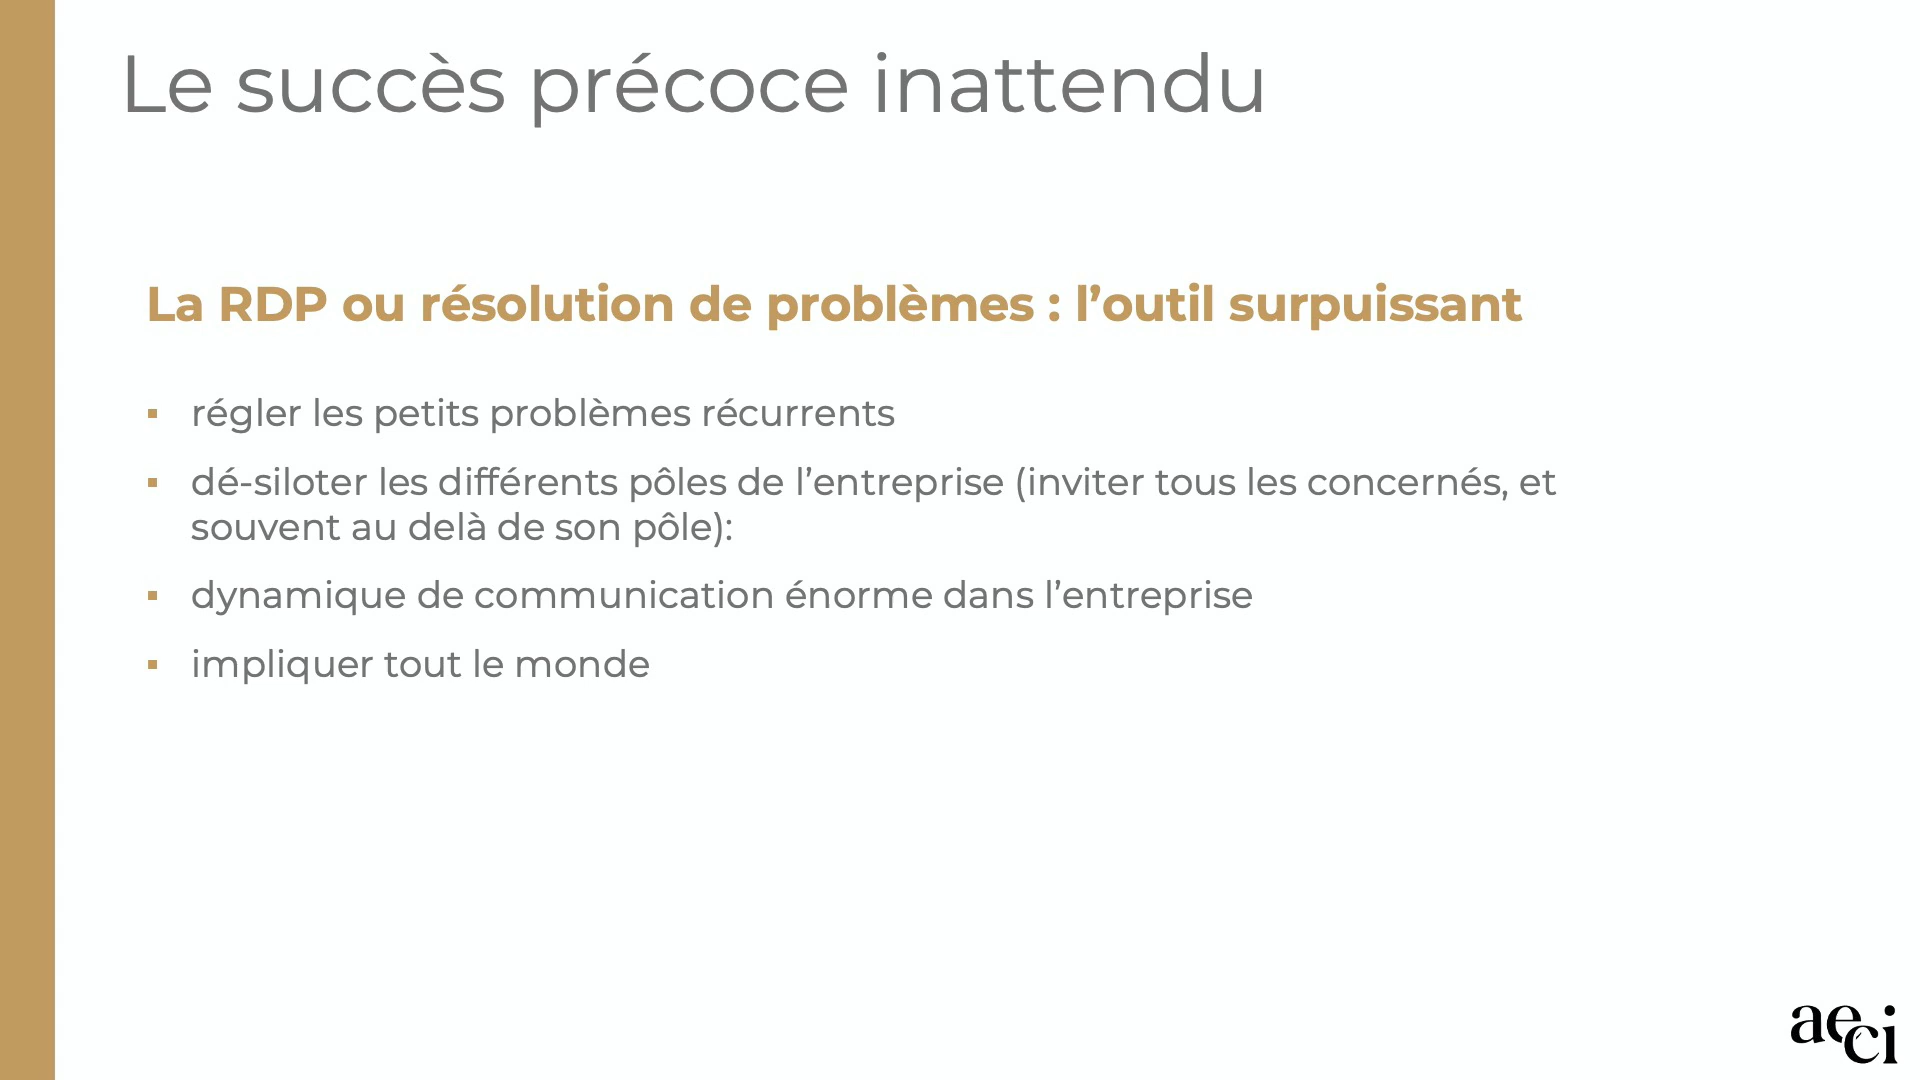 Le succès précoce inattendu
La RDP ou résolution de problèmes : l’outil surpuissant
▪ régler les petits problèmes récurrents
▪ dé-siloter les différents pôles de l’entreprise (inviter tous les concernés, et
souvent au delà de son pôle):
▪ dynamique de communication énorme dans l’entreprise
▪ impliquer tout le monde
aeci